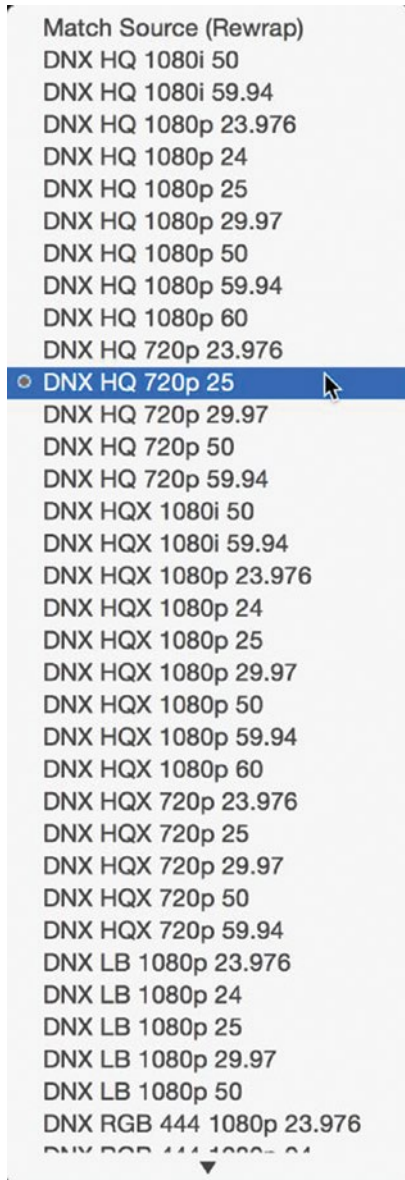 Match Source (Rewrap)
DNX HQ 1080i 50
DNX HQ 1080i 59.94
DNX HQ 1080p 23.976
DNX HQ 1080p 24
DNX HQ 1080p 25
DNX HQ 1080p 29.97
DNX HQ 1080p 50
DNX HQ 1080p 59.94
DNX HQ 1080p 60
DNX HQ 720p 23.976
DNX HQ 720p 25
DNX HQ 720p 29.97
DNX HQ 720p 50
DNX HQ 720p 59.94
DNX HQX 1080i 50
DNX HQX 1080i 59.94
DNX HQX 1080p 23.976
DNX HQX 1080p 24
DNX HQX 1080p 25
DNX HQX 1080p 29.97
DNX HQX 1080p 50
DNX HQX 1080p 59.94
DNX HQX 1080p 60
DNX HQX 720p 23.976
DNX HQX 720p 25
DNX HQX 720p 29.97
DNX HQX 720p 50
DNX HQX 720p 59.94
DNX LB 1080p 23.976
DNX LB 1080p 24
DNX LB 1080p 25
DNX LB 1080p 29.97
DNX LB 1080p 50
DNX RGB 444 1080p 23.976